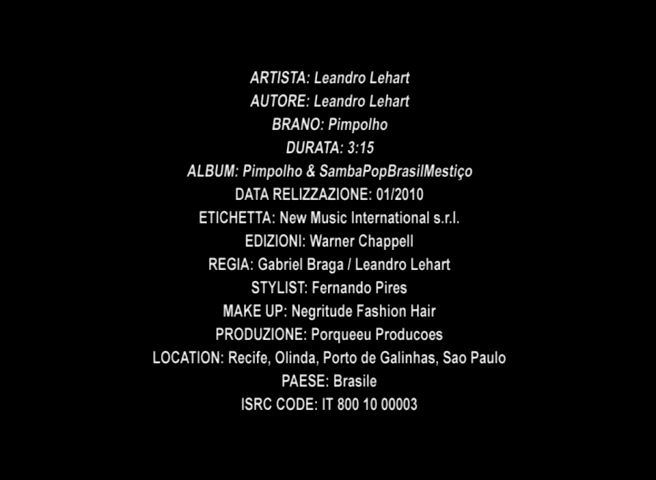 ARTISTA: Leandro Lehart
AUTORE: Leandro Lehart
BRANO: Pimpolho
DURATA: 3:15
ALBUM: Pimpolho & SambaPopBrasilMestiço
DATA RELIZZAZIONE: 01/2010
ETICHETTA: New Music International s.r.l.
EDIZIONI: Warner Chappell
REGIA: Gabriel Braga / Leandro Lehart
STYLIST: Fernando Pires
MAKE UP: Negritude Fashion Hair
PRODUZIONE: Porqueeu Producoes
LOCATION: Recife, Olinda, Porto de Galinhas, Sao Paulo
PAESE: Brasile
ISRC CODE: IT 800 10 00003